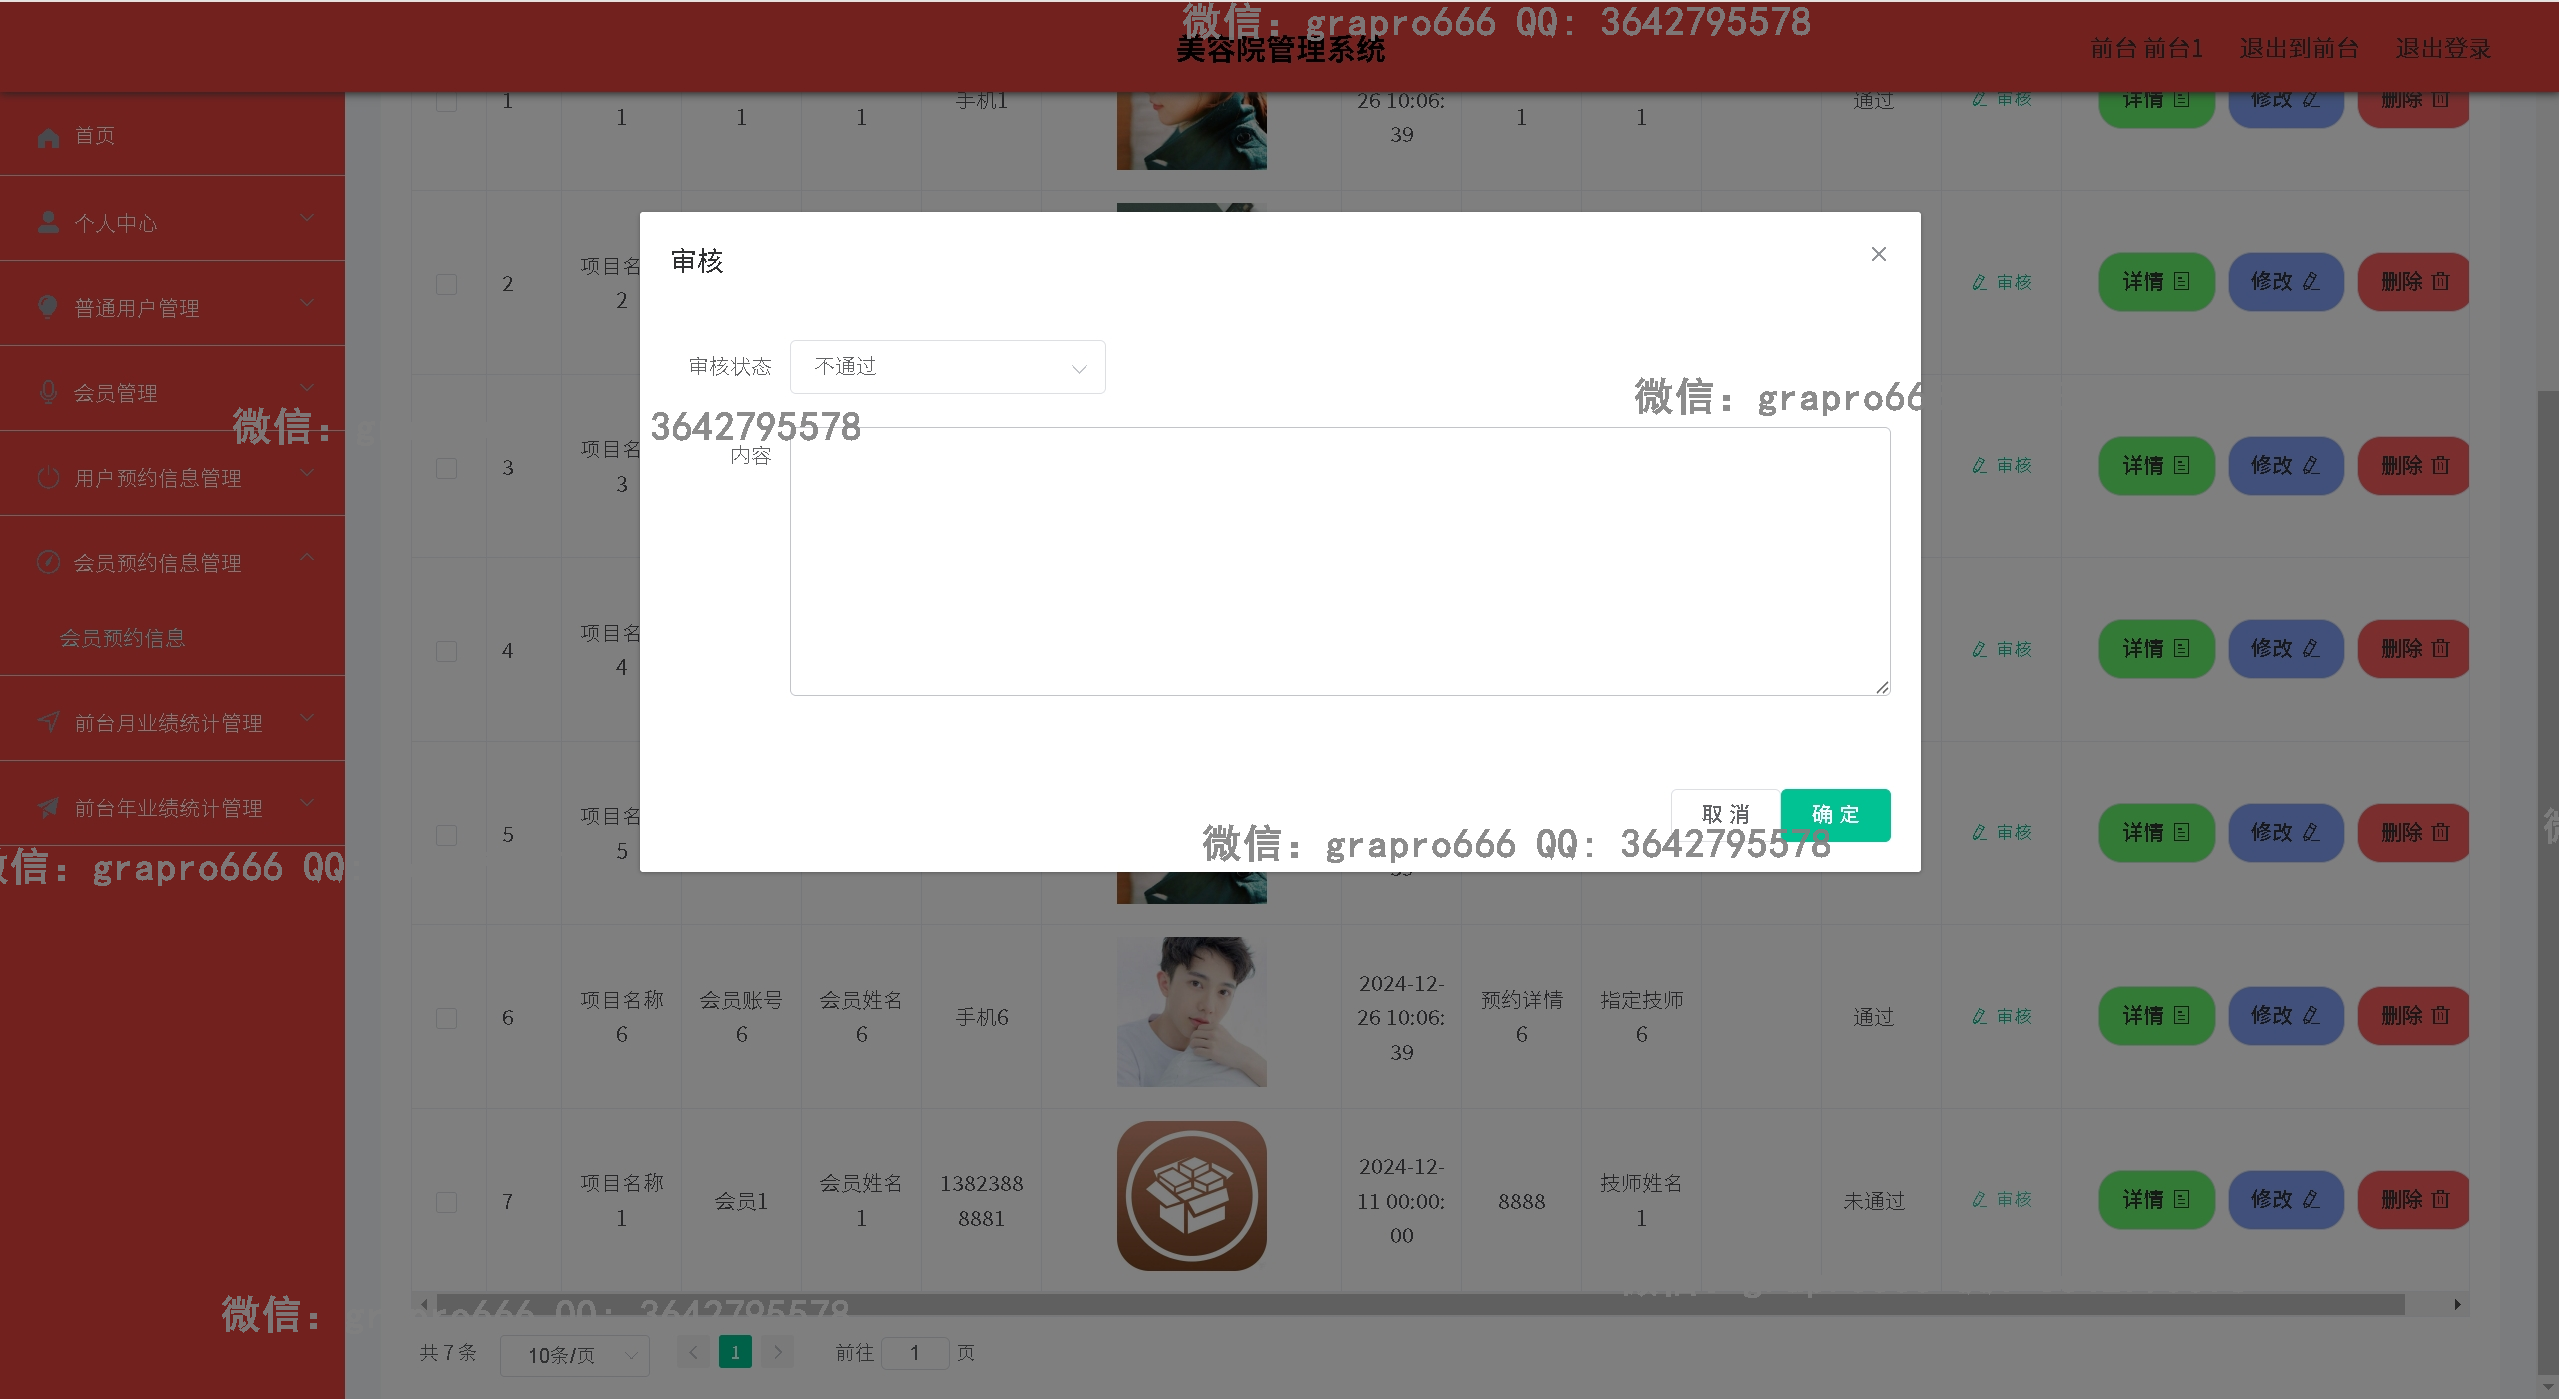 微信: grapro666 QQ: 3642795578
美容院管理系统
前台 前台1 退出到前台 退出登录
首页
个人中心
普通用户管理
会员管理
微信:
用户预约信息管理
会员预约信息管理
会员预约信息
前台月业绩统计管理
前台年业绩统计管理
微信: grapro666 QQ:
微信: grapro666 QQ: 3642795578
1 1 1 1 手机1 26 10:06:39 1 1 通过 审核 详情 修改 删除
2 项目名 2 审核 详情 修改 删除
3 项目名 3 审核 详情 修改 删除
4 项目名 4 审核 详情 修改 删除
5 项目名 5 审核 详情 修改 删除
审核
审核状态 不通过
微信: grapro66
3642795578
内容
取消 确定
微信: grapro666 QQ: 3642795578
6 项目名称6 会员账号6 会员姓名6 手机6 2024-12-26 10:06:39 预约详情6 指定技师6 通过 审核 详情 修改 删除
7 项目名称1 会员1 会员姓名1 13823888881 2024-12-11 00:00:00 8888 技师姓名1 未通过 审核 详情 修改 删除
共 7 条 10条/页 1 前往 1 页